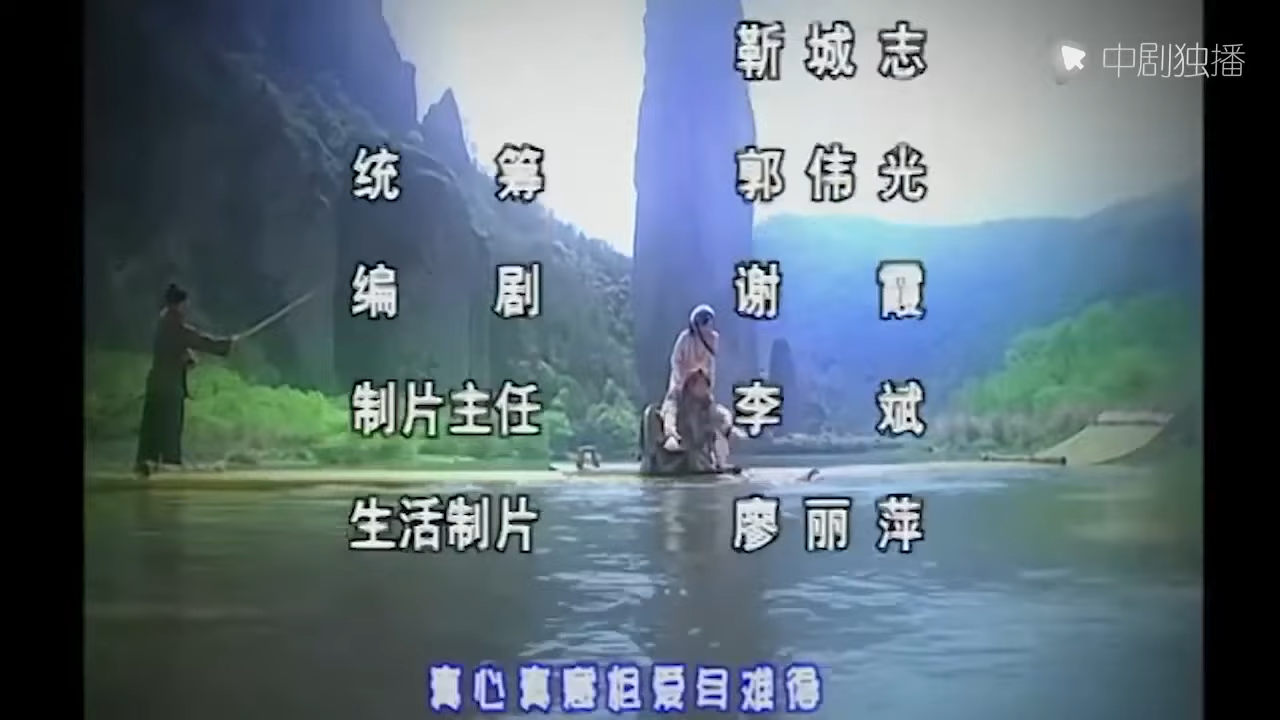 靳城志
中剧独播
统筹 郭伟光
编剧 谢霞
制片主任 李斌
生活制片 廖丽萍
真心真意相爱自难得